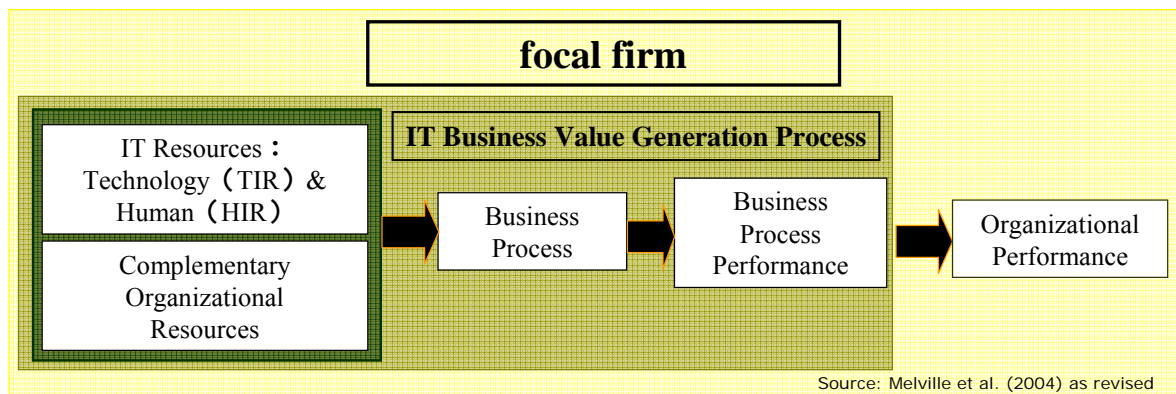 focal firm
IT Business Value Generation Process
IT Resources：
Technology（TIR）&
Human（HIR）
Complementary
Organizational
Resources
Business
Process
Business
Process
Performance
Organizational
Performance
Source: Melville et al. (2004) as revised